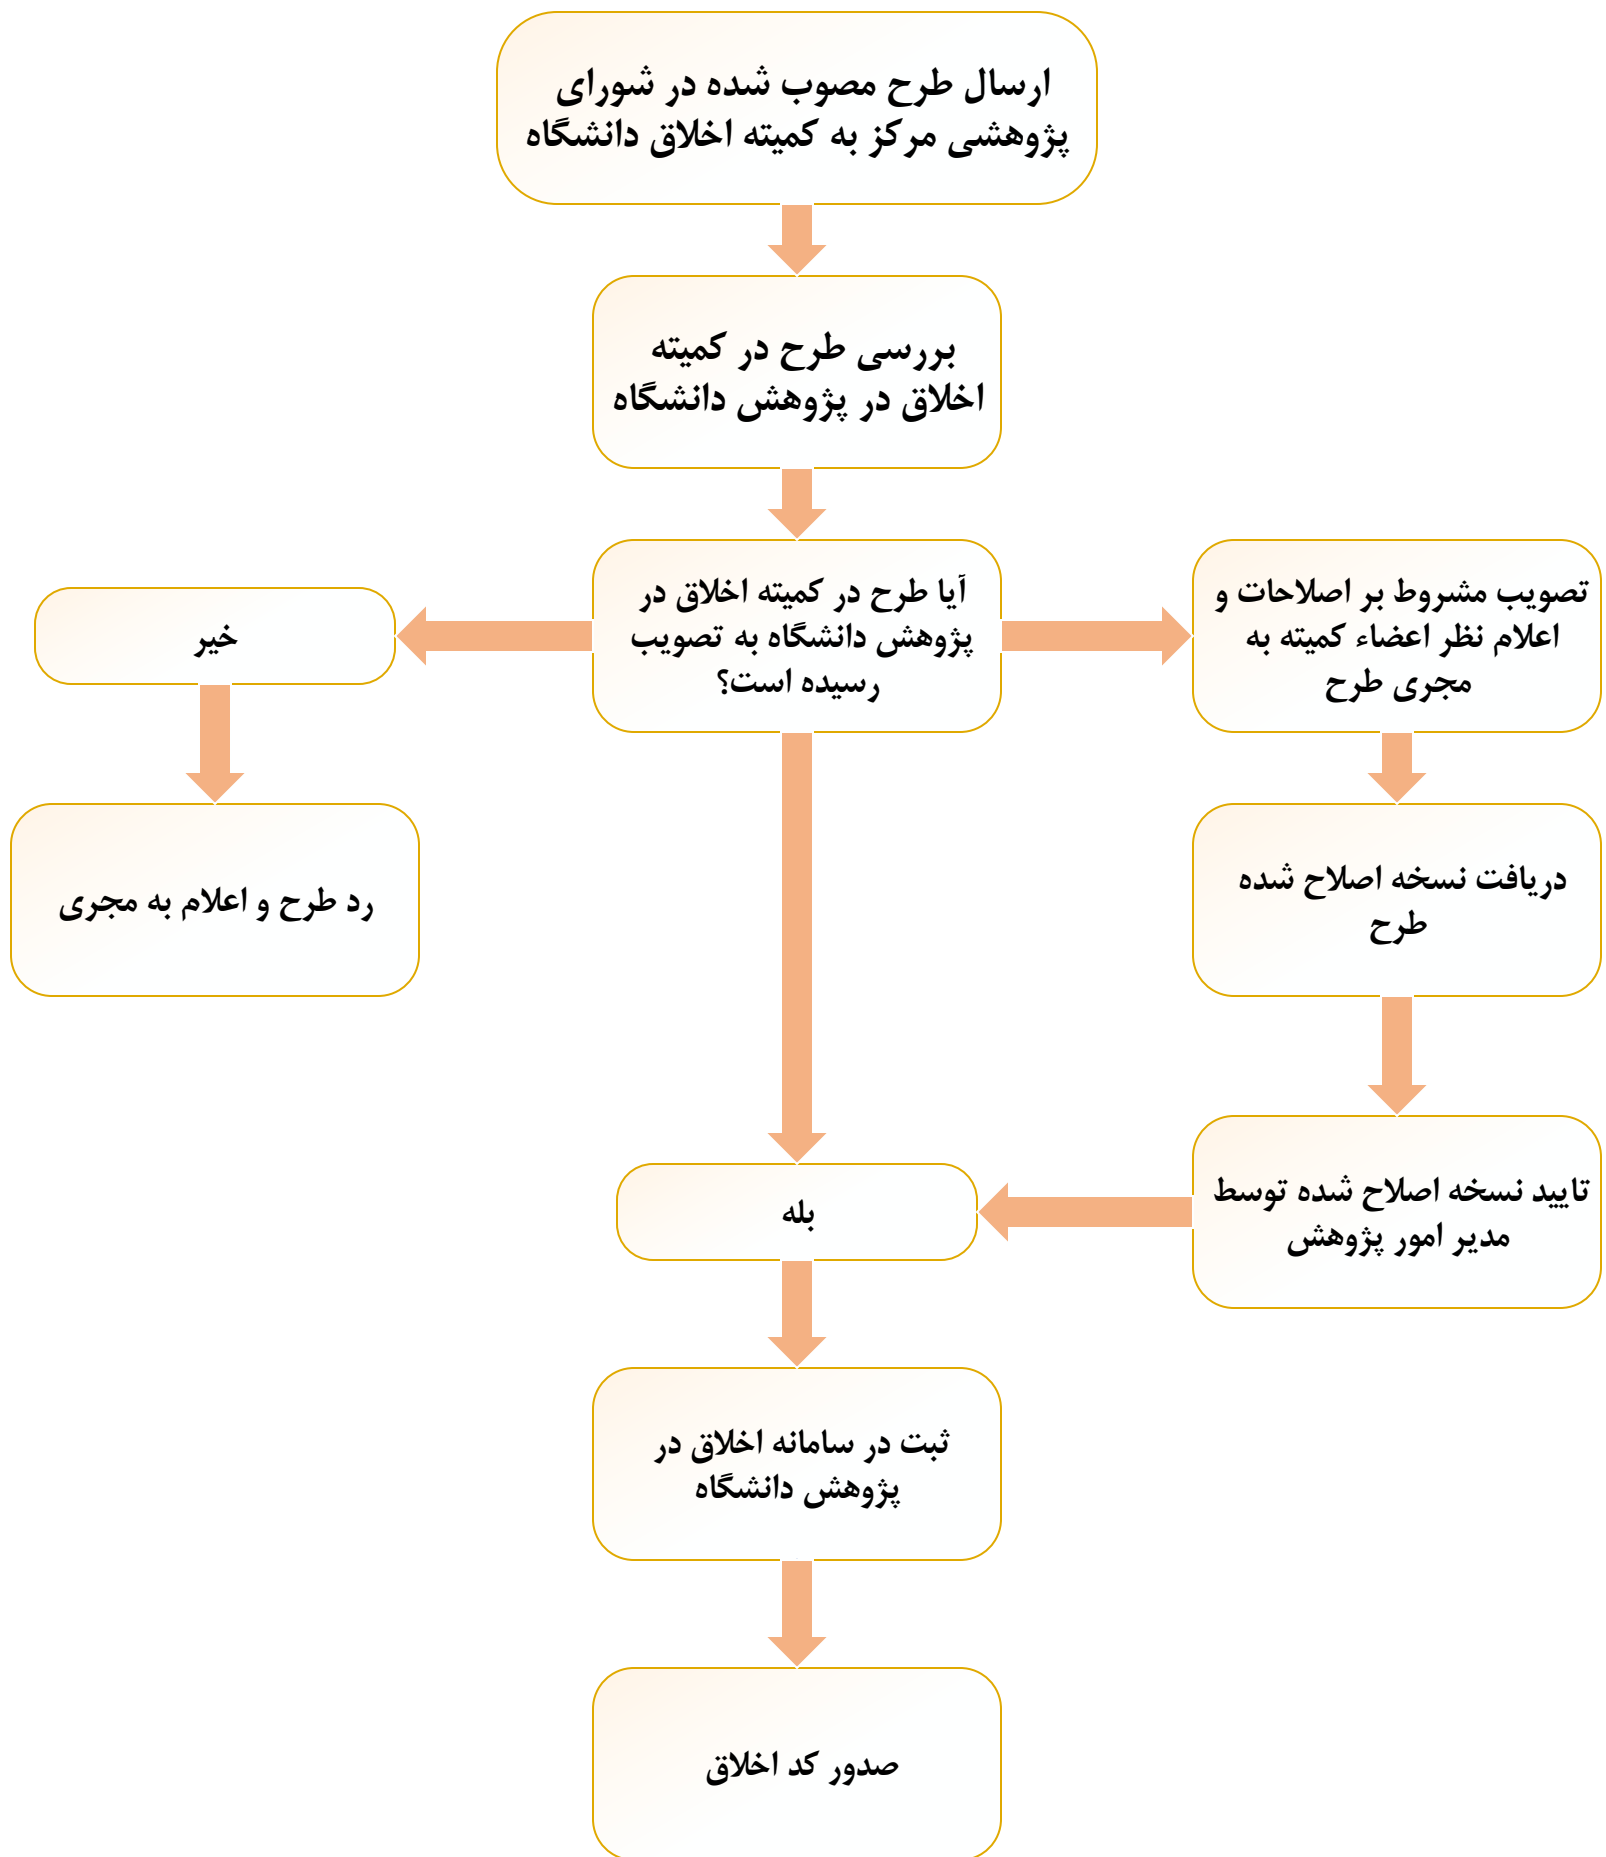 ارسال طرح مصوب شده در شورای
پژوهشی مرکز به کمیته اخلاق دانشگاه
بررسی طرح در کمیته
اخلاق در پژوهش دانشگاه
آیا طرح در کمیته اخلاق در
پژوهش دانشگاه به تصویب
رسیده است؟
تصویب مشروط بر اصلاحات و
اعلام نظر اعضاء کمیته به
مجری طرح
خیر
دریافت نسخه اصلاح شده
طرح
رد طرح و اعلام به مجری
تایید نسخه اصلاح شده توسط
مدیر امور پژوهش
بله
ثبت در سامانه اخلاق در
پژوهش دانشگاه
صدور کد اخلاق